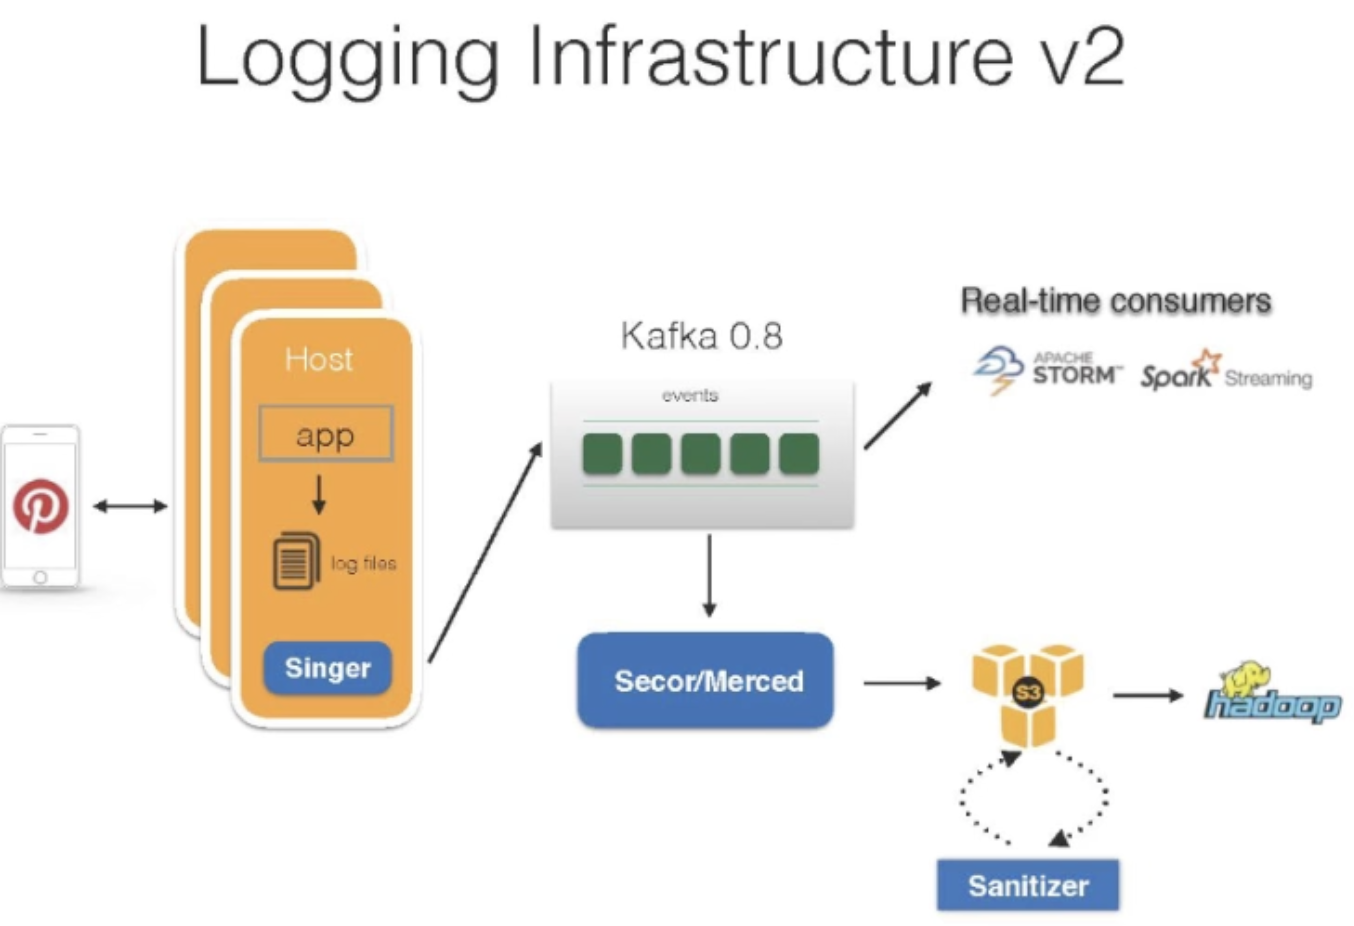 Logging Infrastructure v2
Host
app
log files
Singer
Kafka 0.8
events
Real-time consumers
APACHE
STORM™
Spark Streaming
Secor/Merced
S3
hadoop
Sanitizer